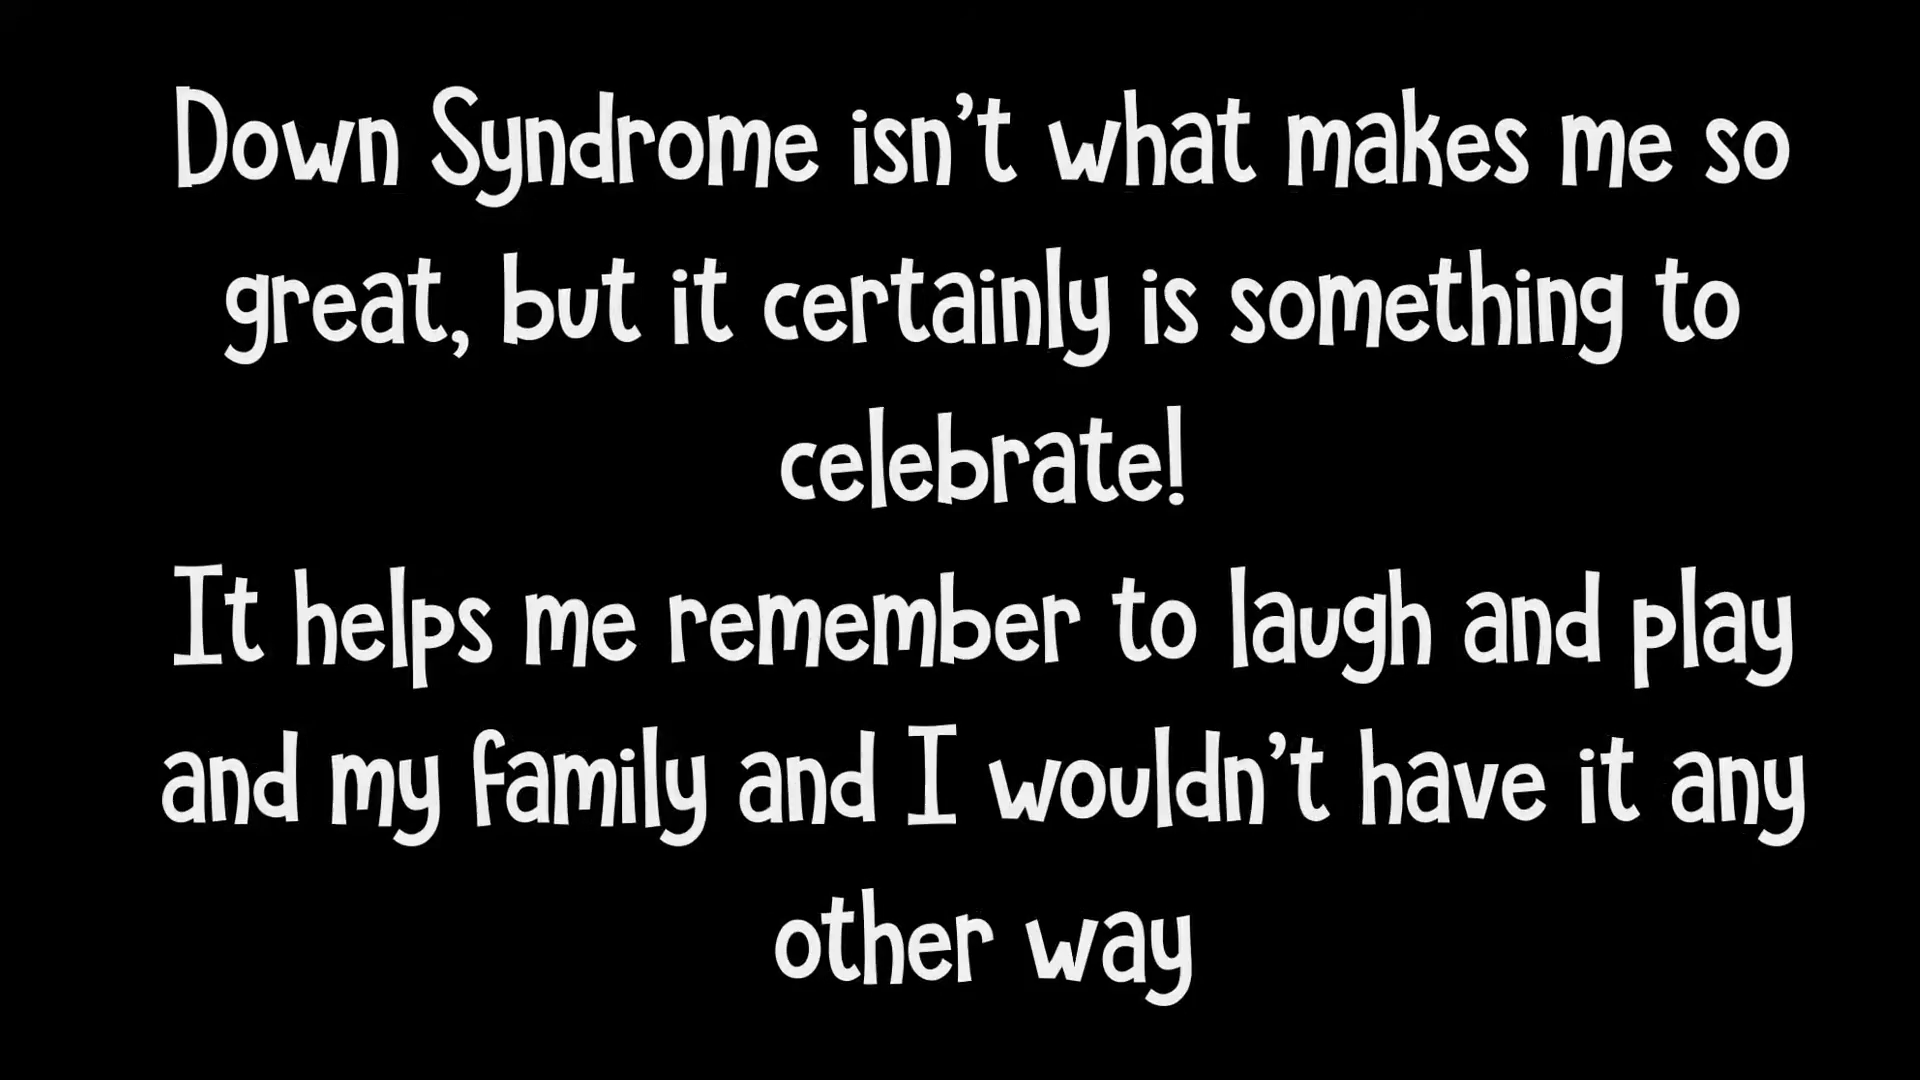 Down Syndrome isn't what makes me so
great, but it certainly is something to
celebrate!
It helps me remember to laugh and play
and my family and I wouldn't have it any
other way